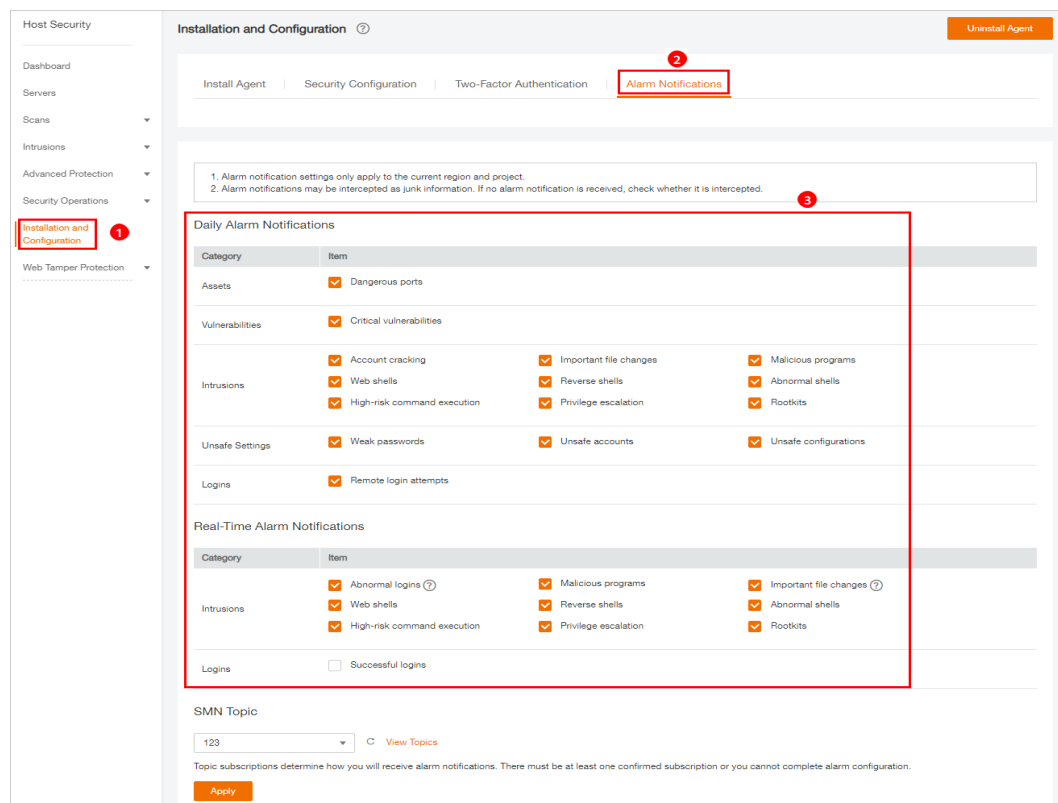 Host Security
Dashboard
Servers
Scans
Intrusions
Advanced Protection
Security Operations
Installation and
Configuration
1
Web Tamper Protection
Installation and Configuration ?
Uninstall Agent
2
Install Agent
Security Configuration
Two-Factor Authentication
Alarm Notifications
1. Alarm notification settings only apply to the current region and project.
2. Alarm notifications may be intercepted as junk information. If no alarm notification is received, check whether it is intercepted.
3
Daily Alarm Notifications
Category Item
Assets Dangerous ports
Vulnerabilities Critical vulnerabilities
Account cracking Important file changes Malicious programs
Intrusions Web shells Reverse shells Abnormal shells
High-risk command execution Privilege escalation Rootkits
Unsafe Settings Weak passwords Unsafe accounts Unsafe configurations
Logins Remote login attempts
Real-Time Alarm Notifications
Category Item
Abnormal logins ? Malicious programs Important file changes ?
Intrusions Web shells Reverse shells Abnormal shells
High-risk command execution Privilege escalation Rootkits
Logins Successful logins
SMN Topic
123 View Topics
Topic subscriptions determine how you will receive alarm notifications. There must be at least one confirmed subscription or you cannot complete alarm configuration.
Apply